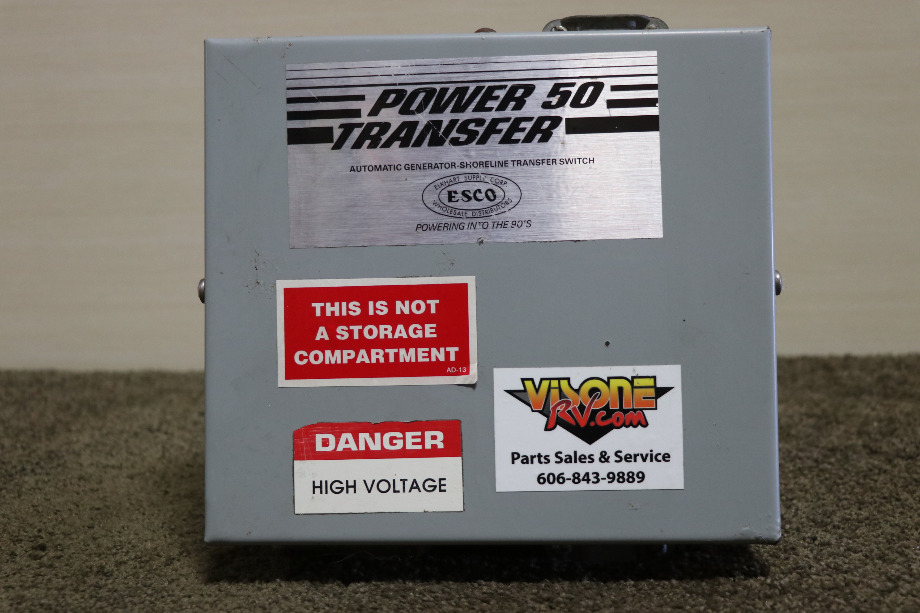 POWER 50
TRANSFER
AUTOMATIC GENERATOR-SHORELINE TRANSFER SWITCH
ELKHART SUPPLY CORP.
ESCO
WHOLESALE DISTRIBUTORS
POWERING INTO THE 90'S
THIS IS NOT
A STORAGE
COMPARTMENT
AD-13
DANGER
HIGH VOLTAGE
VISONE
RV.com
Parts Sales & Service
606-843-9889